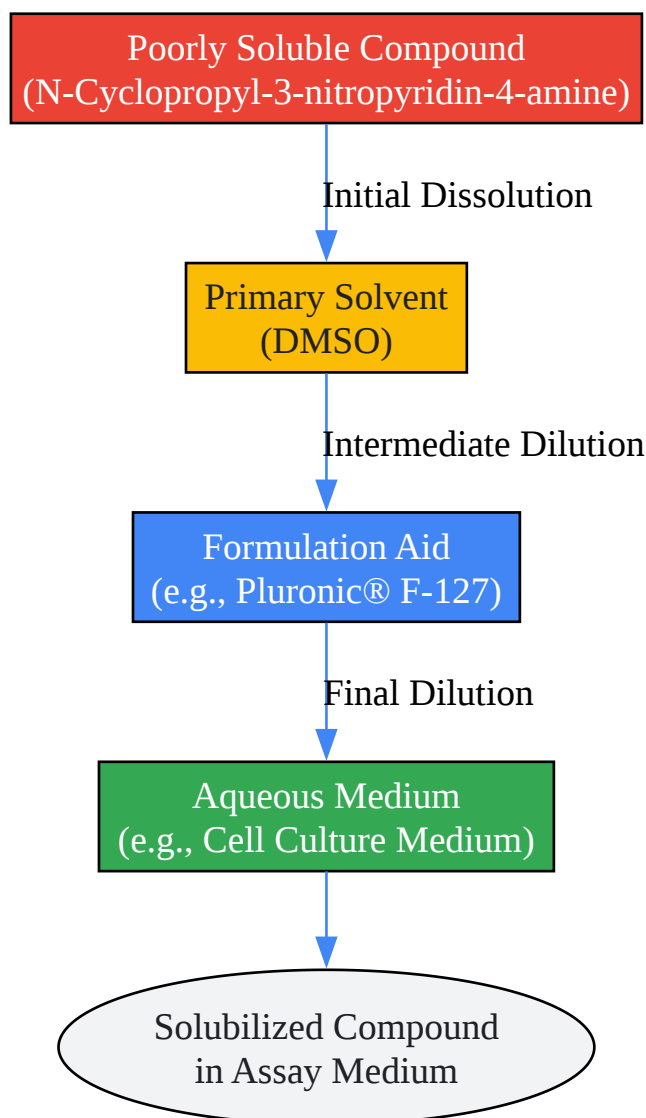 Poorly Soluble Compound
(N-Cyclopropyl-3-nitropyridin-4-amine)
Initial Dissolution
Primary Solvent
(DMSO)
Intermediate Dilution
Formulation Aid
(e.g., Pluronic® F-127)
Final Dilution
Aqueous Medium
(e.g., Cell Culture Medium)
Solubilized Compound
in Assay Medium